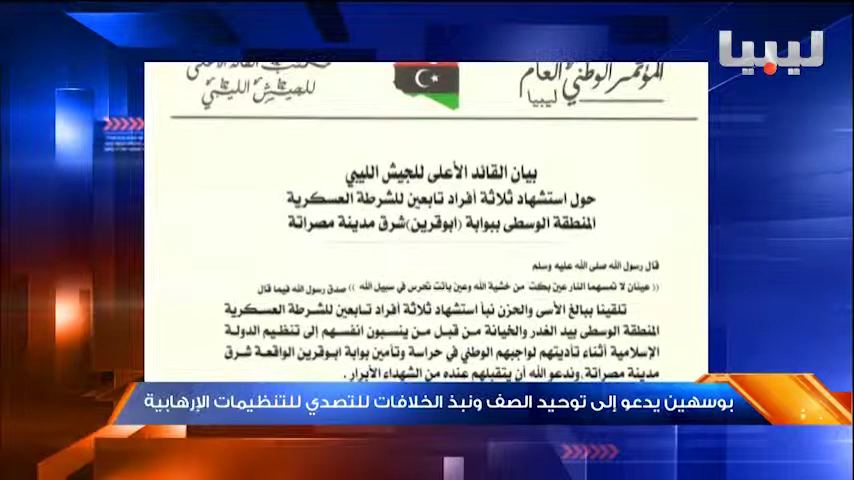 ليبيا
المؤتمر الوطني العام
ليبيا
مكتب القائد الأعلى
للجيش الليبي
بيان القائد الأعلى للجيش الليبي
حول استشهاد ثلاثة أفراد تابعين للشرطة العسكرية
المنطقة الوسطى ببوابة (ابوقرين)شرق مدينة مصراتة
قال رسول الله صلى الله عليه وسلم
(( عينان لا تمسهما النار عين بكت من خشية الله وعين باتت تحرس في سبيل الله )) صدق رسول الله فيما قال
تلقينا ببالغ الأسى والحزن نبأ استشهاد ثلاثة أفراد تابعين للشرطة العسكرية
المنطقة الوسطى بيد الغدر والخيانة من قبل من ينسبون انفسهم إلى تنظيم الدولة
الإسلامية أثناء تأديتهم لواجبهم الوطني في حراسة وتأمين بوابة ابوقرين الواقعة شرق
مدينة مصراتة,وندعو الله أن يتقبلهم عنده من الشهداء الأبرار .
بوسهمين يدعو إلى توحيد الصف ونبذ الخلافات للتصدي للتنظيمات الإرهابية